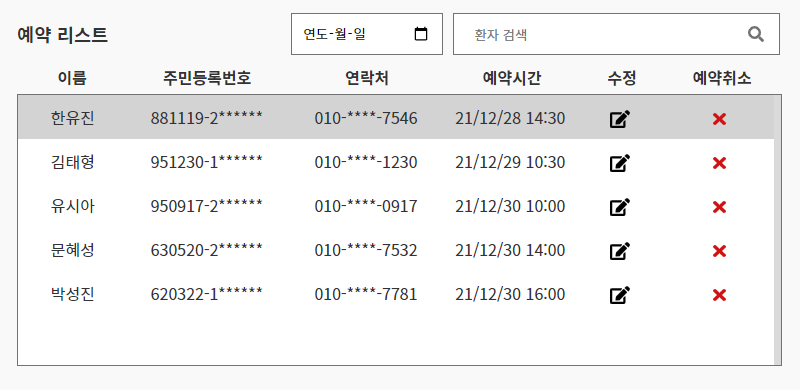 예약 리스트 연도-월-일 환자 검색
이름 주민등록번호 연락처 예약시간 수정 예약취소
한유진 881119-2****** 010-****-7546 21/12/28 14:30
김태형 951230-1****** 010-****-1230 21/12/29 10:30
유시아 950917-2****** 010-****-0917 21/12/30 10:00
문혜성 630520-2****** 010-****-7532 21/12/30 14:00
박성진 620322-1****** 010-****-7781 21/12/30 16:00